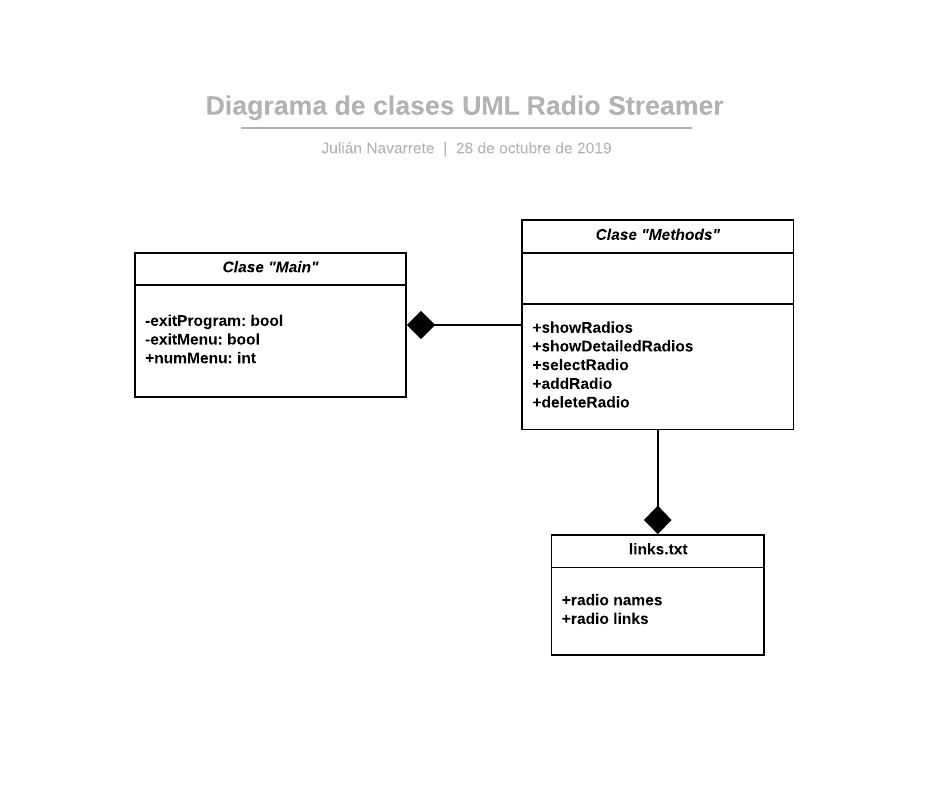 Diagrama de clases UML Radio Streamer
Julián Navarrete | 28 de octubre de 2019
Clase "Main"
-exitProgram: bool
-exitMenu: bool
+numMenu: int
Clase "Methods"
+showRadios
+showDetailedRadios
+selectRadio
+addRadio
+deleteRadio
links.txt
+radio names
+radio links